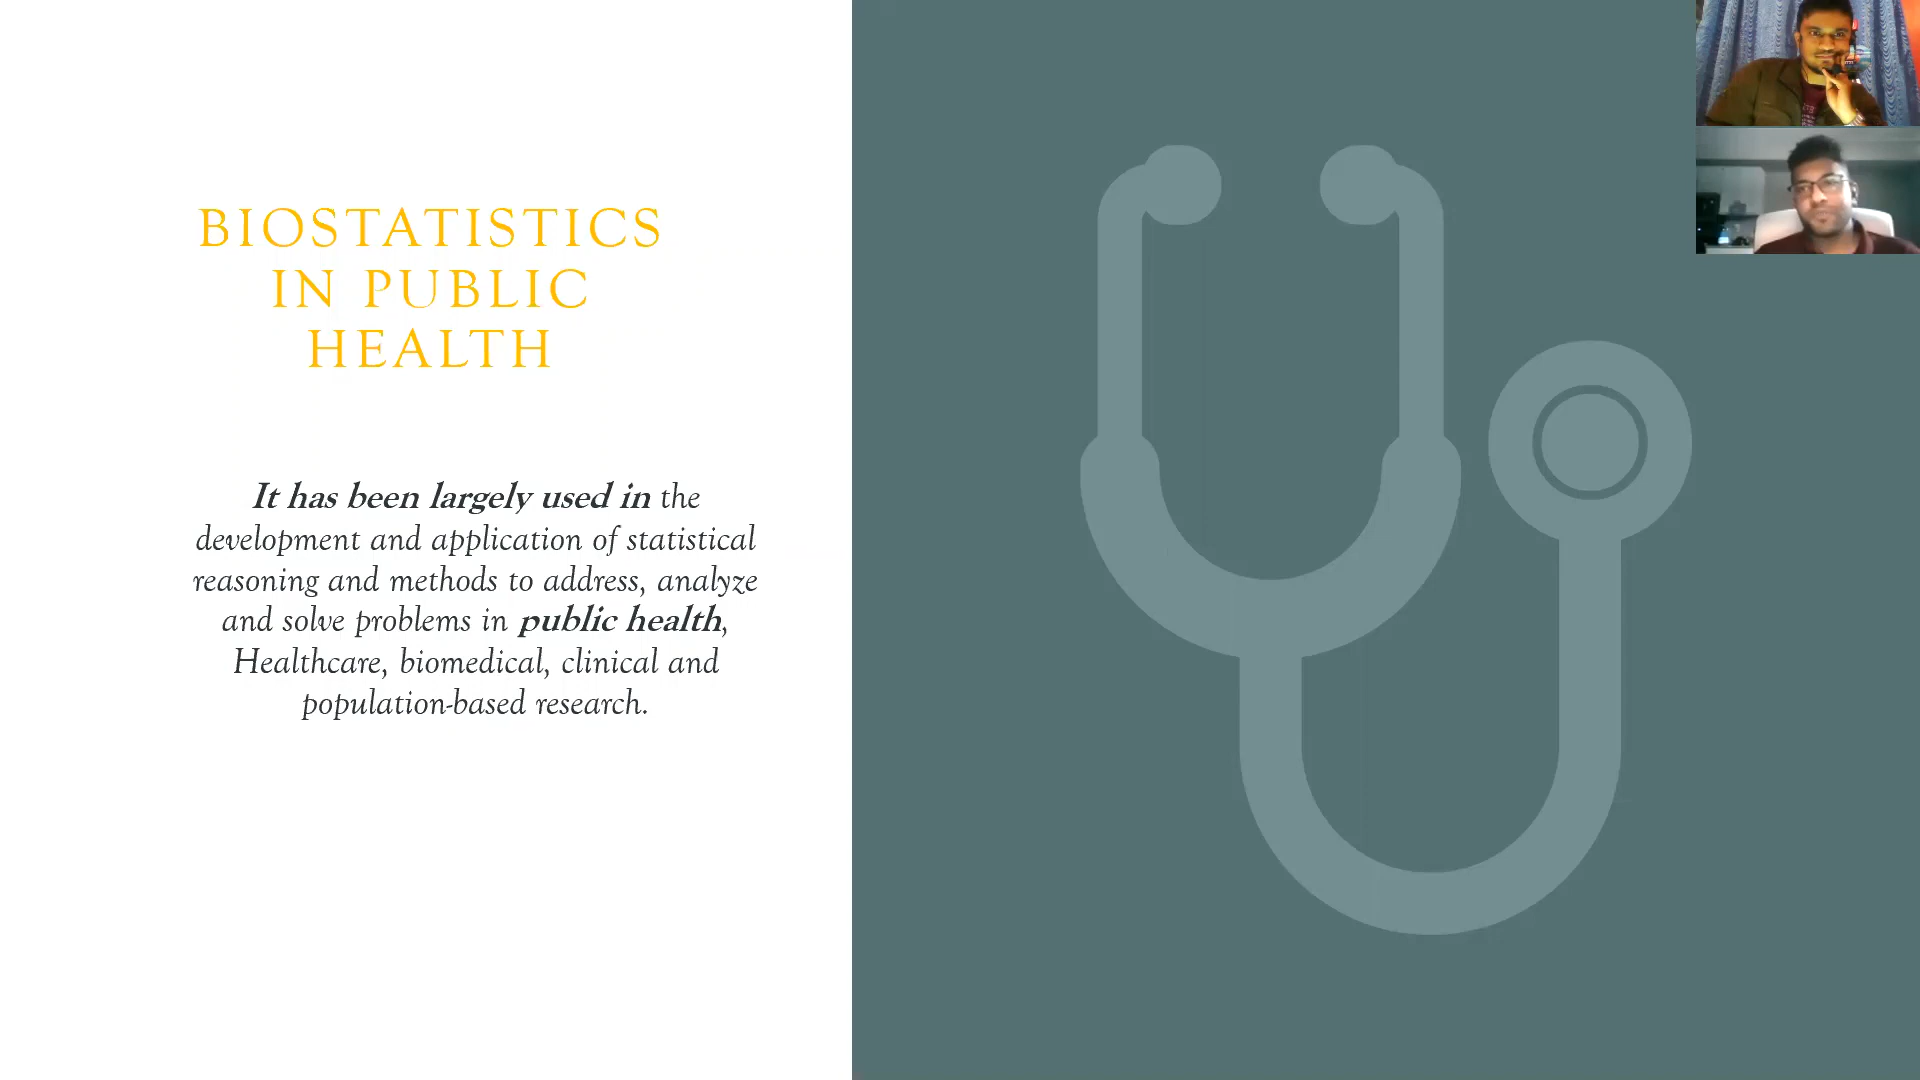 BIOSTATISTICS
IN PUBLIC
HEALTH
It has been largely used in the
development and application of statistical
reasoning and methods to address, analyze
and solve problems in public health,
Healthcare, biomedical, clinical and
population-based research.